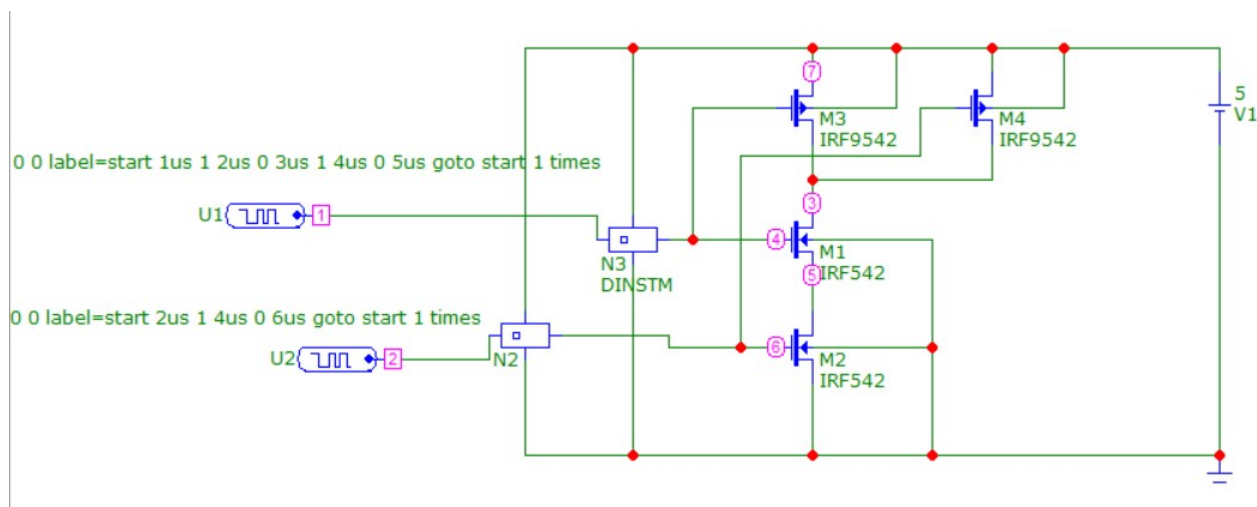 7
5
V1
M3
IRF9542
M4
IRF9542
0 0 label=start 1us 1 2us 0 3us 1 4us 0 5us goto start 1 times
U1
1
3
4
M1
IRF542
5
N3
DINSTM
0 0 label=start 2us 1 4us 0 6us goto start 1 times
U2
2
N2
6
M2
IRF542